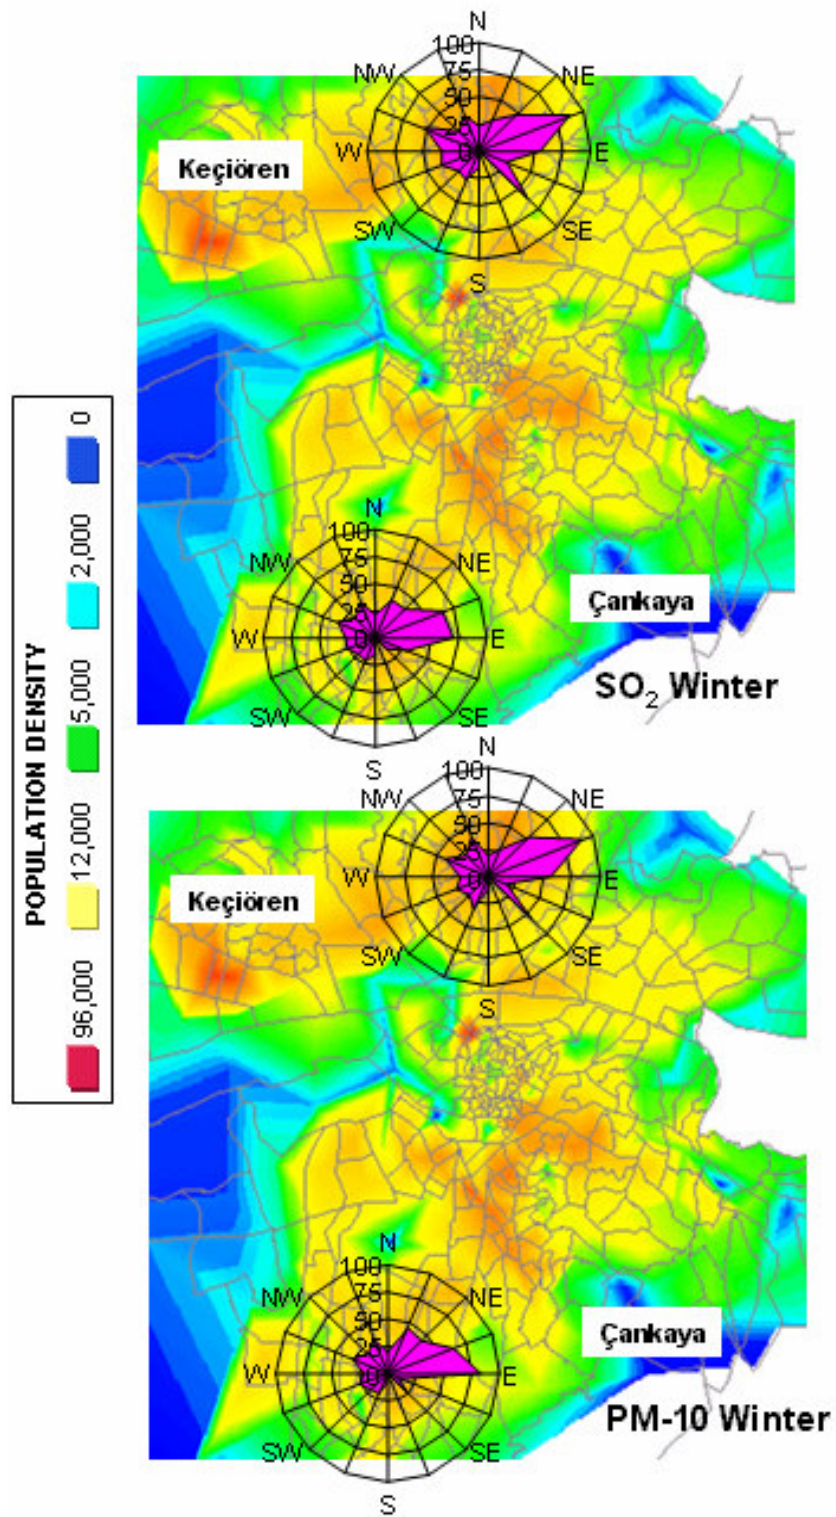 N
100
75
50
25
0
NW
NE
W
E
SW
SE
S
Keçiören
N
100
75
50
25
0
NW
NE
W
E
SW
SE
S
Çankaya
SO₂ Winter
POPULATION DENSITY
96,000
12,000
5,000
2,000
0
N
100
75
50
25
0
NW
NE
W
E
SW
SE
S
Keçiören
N
100
75
50
25
0
NW
NE
W
E
SW
SE
S
Çankaya
PM-10 Winter